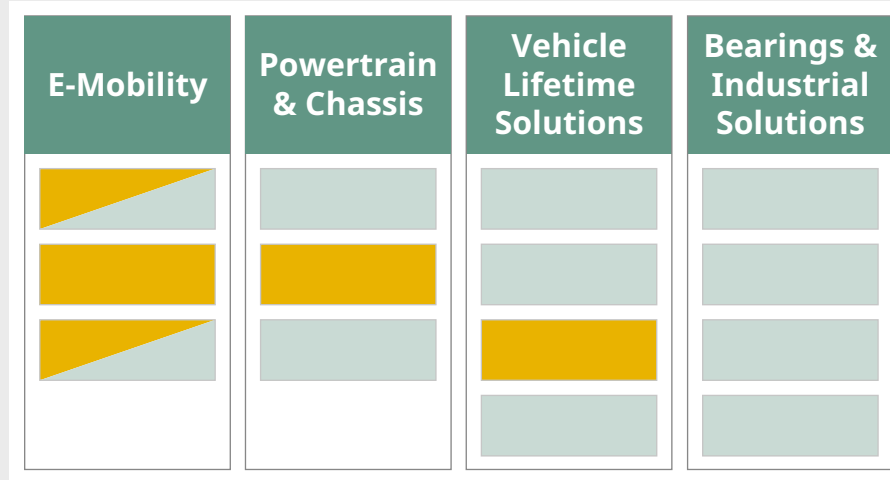 E-Mobility
Powertrain
& Chassis
Vehicle
Lifetime
Solutions
Bearings &
Industrial
Solutions